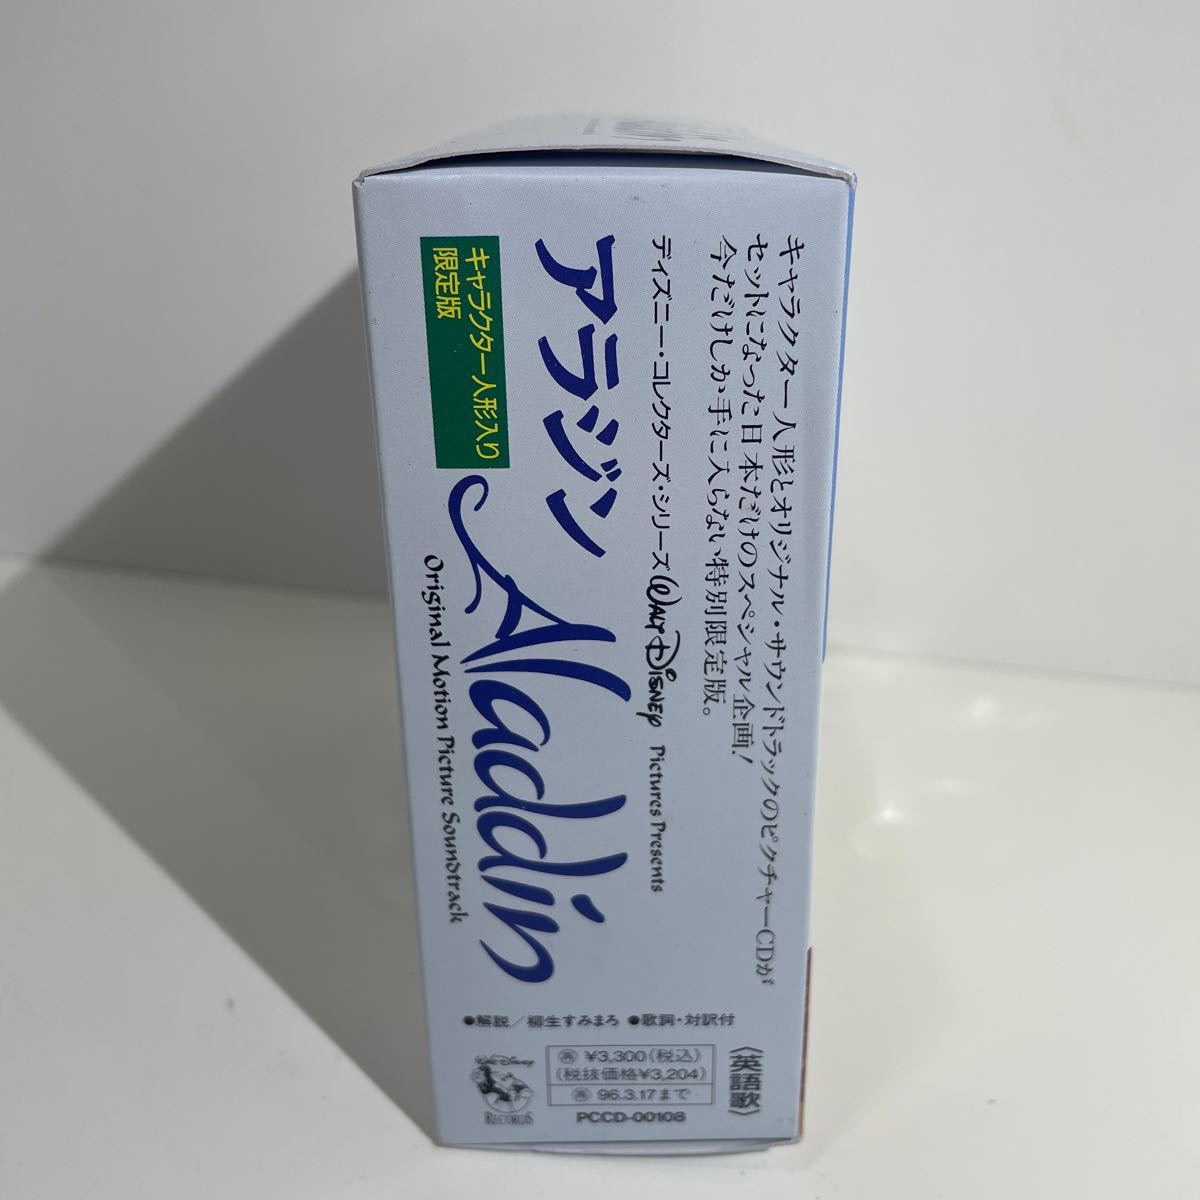 キャラクター人形とオリジナル・サウンドトラックのピクチャーCDが
セットになった日本だけのスペシャル企画!
今だけしか手に入らない特別限定版。
ディズニー・コレクターズ・シリーズ
WALT DISNEY Pictures Presents
アラジン
Aladdin
キャラクター人形入り
限定版
Original Motion Picture Soundtrack
●解説/柳生すみまろ ●歌詞・対訳付
〈英語歌〉
再 ¥3,300(税込)
(税抜価格¥3,204)
再 96.3.17まで
PCCD-00108
WALT DISNEY
RECORDS